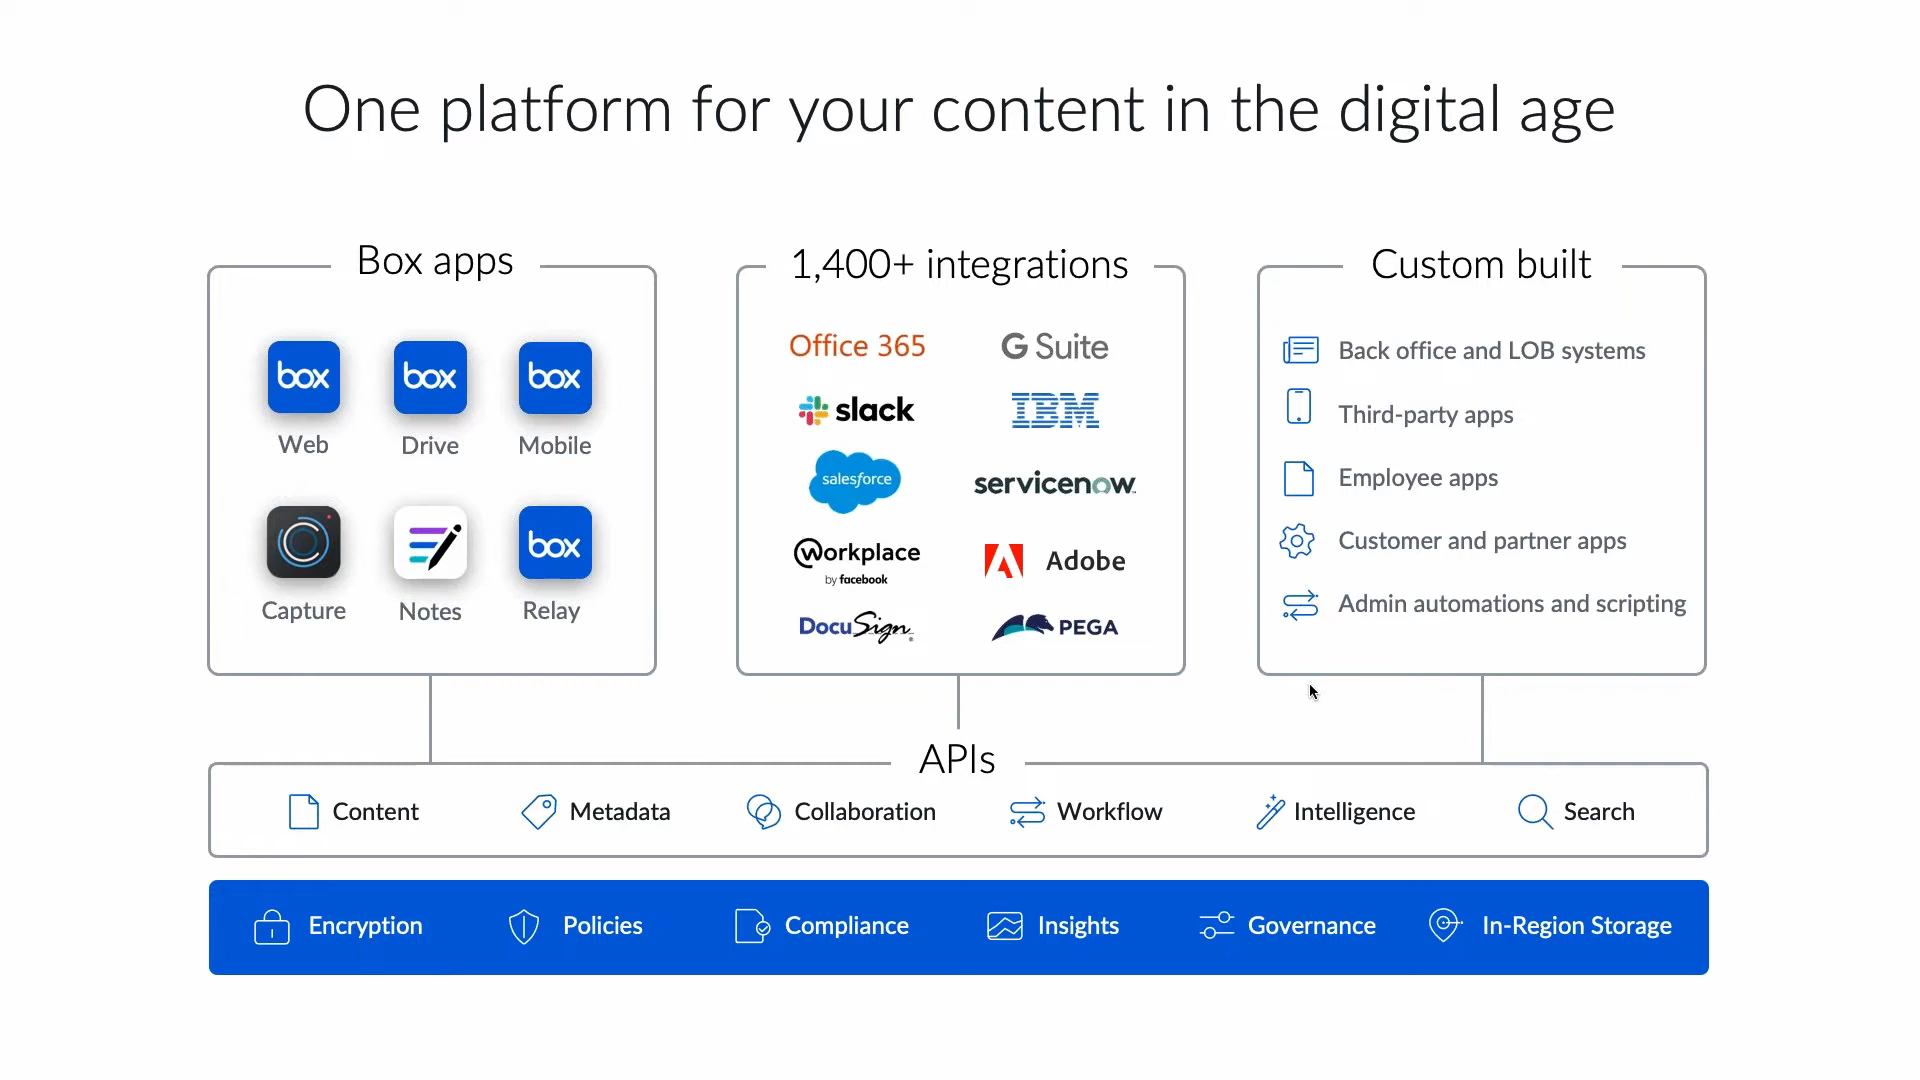 One platform for your content in the digital age
Box apps
box
Web
box
Drive
box
Mobile
Capture
Notes
box
Relay
1,400+ integrations
Office 365
G Suite
slack
IBM
salesforce
servicenow
workplace
by facebook
Adobe
DocuSign
PEGA
Custom built
Back office and LOB systems
Third-party apps
Employee apps
Customer and partner apps
Admin automations and scripting
APIs
Content
Metadata
Collaboration
Workflow
Intelligence
Search
Encryption
Policies
Compliance
Insights
Governance
In-Region Storage